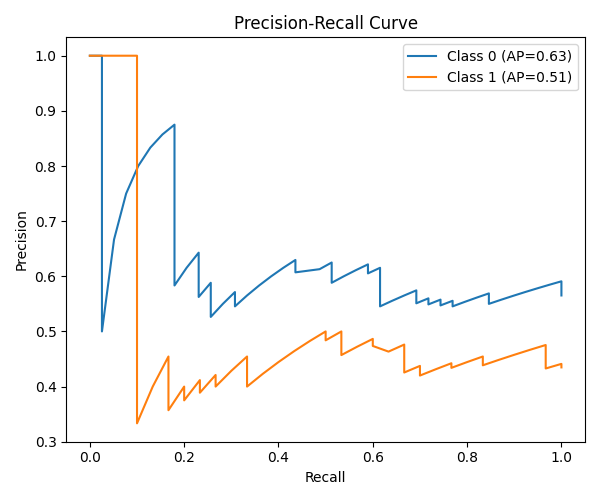 Precision-Recall Curve
Class 0 (AP=0.63)
Class 1 (AP=0.51)
Precision
1.0
0.9
0.8
0.7
0.6
0.5
0.4
0.3
0.0 0.2 0.4 0.6 0.8 1.0
Recall